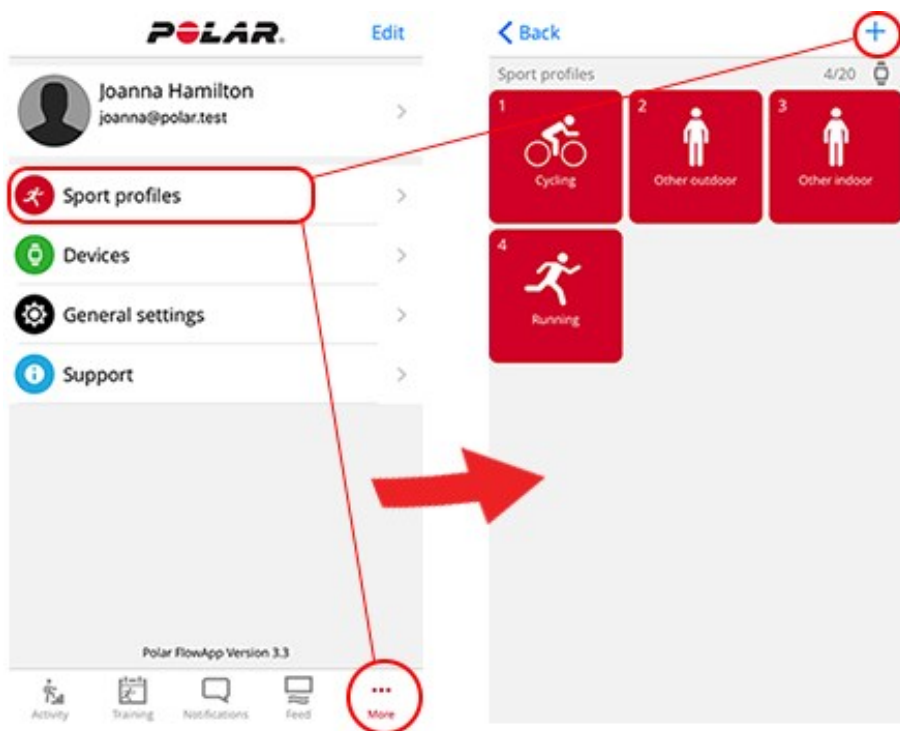 POLAR.
Edit
Joanna Hamilton
joanna@polar.test
Sport profiles
Devices
General settings
Support
Polar FlowApp Version 3.3
Activity
Training
Notifications
Feed
More
Back
Sport profiles
4/20
1
Cycling
2
Other outdoor
3
Other indoor
4
Running